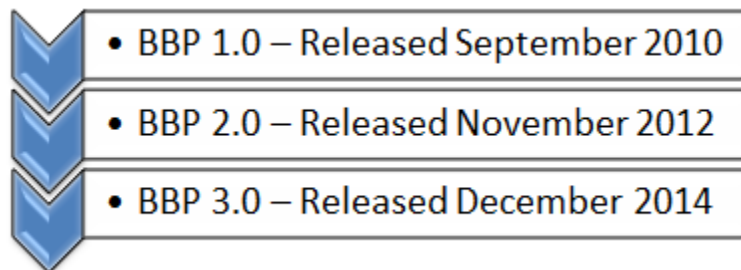 • BBP 1.0 – Released September 2010
• BBP 2.0 – Released November 2012
• BBP 3.0 – Released December 2014